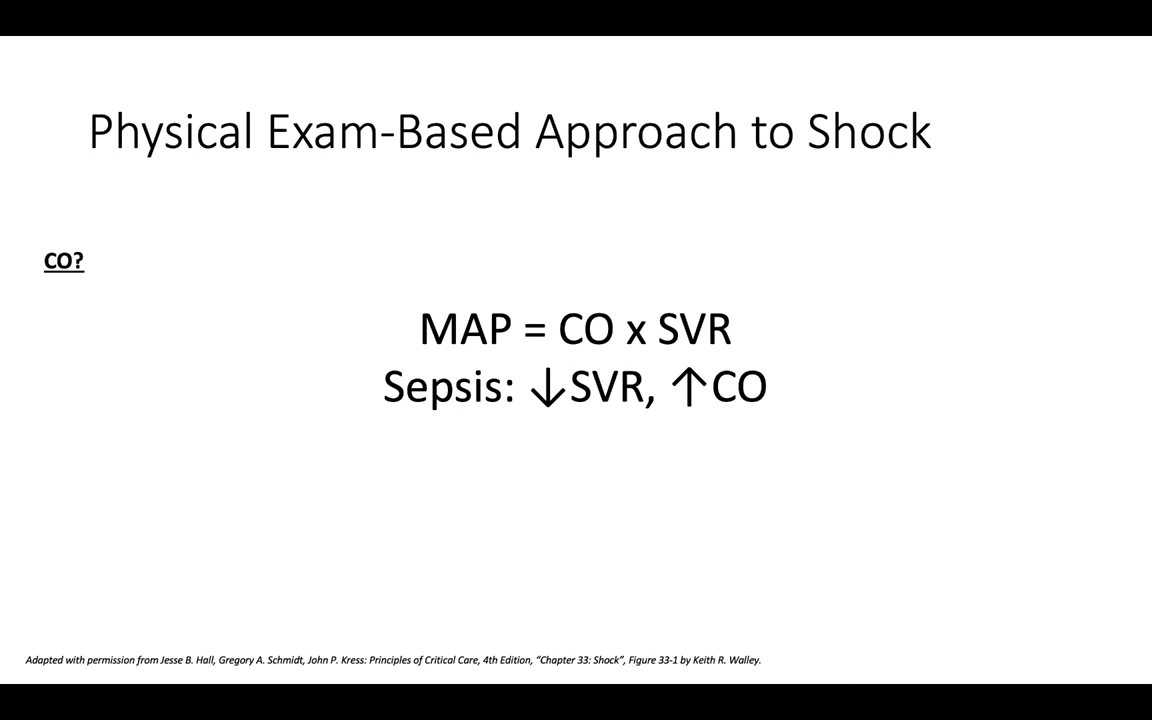 Physical Exam-Based Approach to Shock
CO?
MAP = CO x SVR
Sepsis: ↓SVR, ↑CO
Adapted with permission from Jesse B. Hall, Gregory A. Schmidt, John P. Kress: Principles of Critical Care, 4th Edition, “Chapter 33: Shock”, Figure 33-1 by Keith R. Walley.